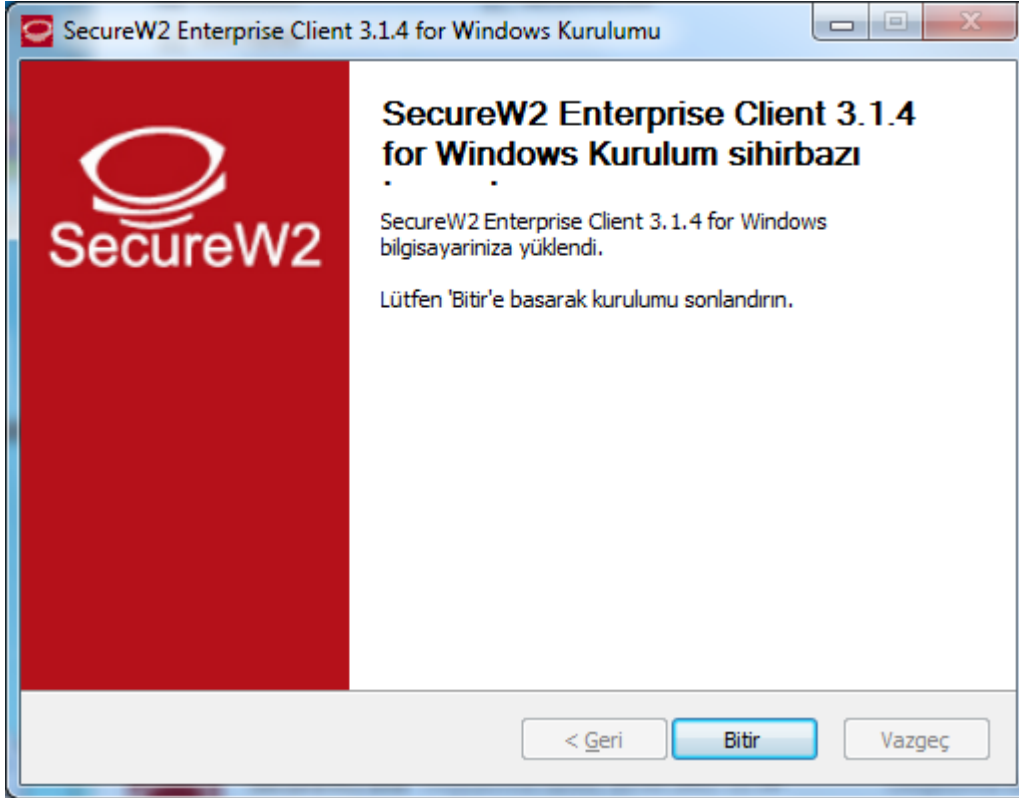 SecureW2 Enterprise Client 3.1.4 for Windows Kurulumu
SecureW2 Enterprise Client 3.1.4
for Windows Kurulum sihirbazı
SecureW2
SecureW2 Enterprise Client 3.1.4 for Windows
bilgisayariniza yüklendi.
Lütfen 'Bitir'e basarak kurulumu sonlandırın.
< Geri
Bitir
Vazgeç